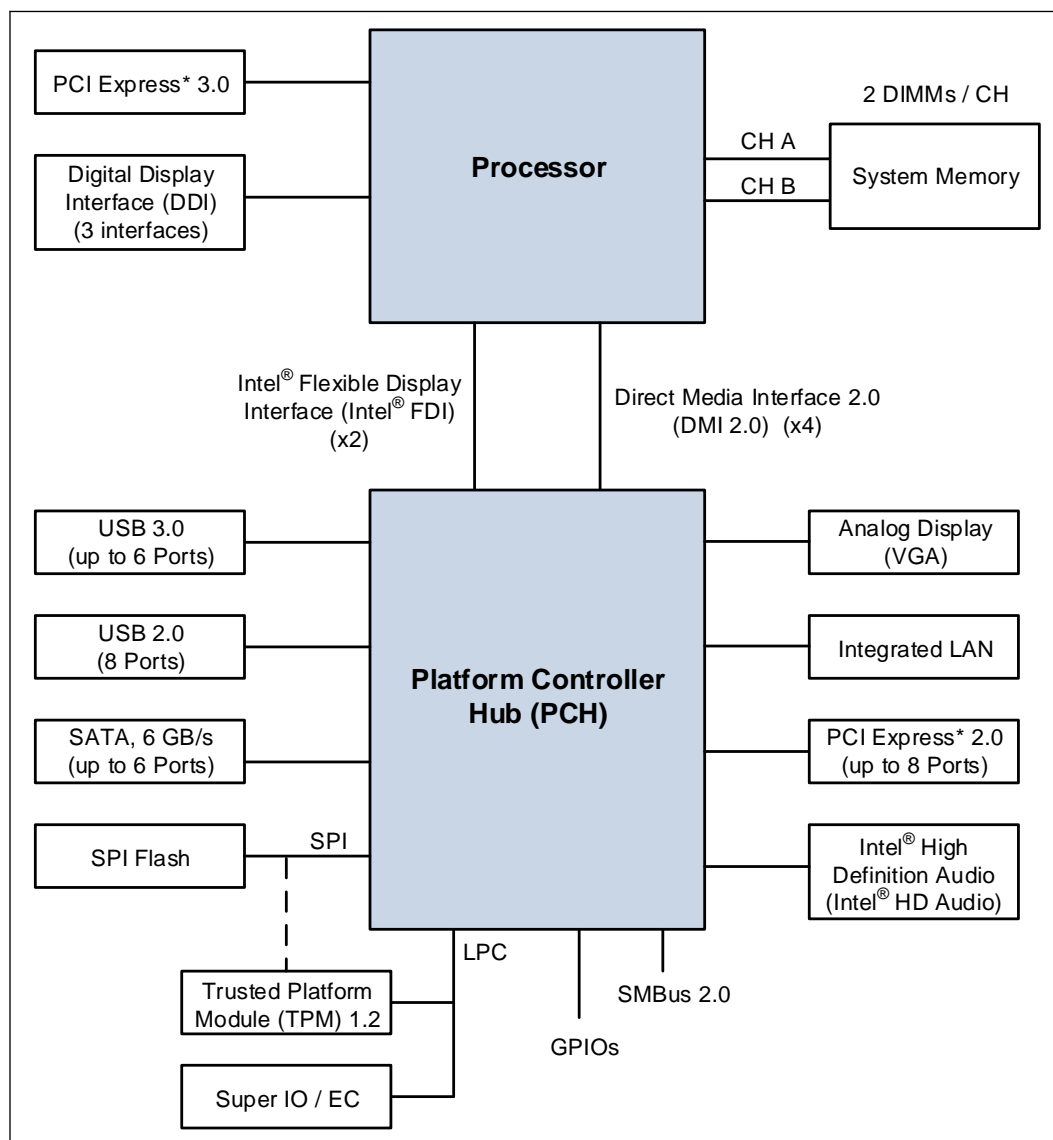 PCI Express* 3.0
Digital Display
Interface (DDI)
(3 interfaces)
Processor
2 DIMMs / CH
CH A
CH B
System Memory
Intel® Flexible Display
Interface (Intel® FDI)
(x2)
Direct Media Interface 2.0
(DMI 2.0) (x4)
USB 3.0
(up to 6 Ports)
USB 2.0
(8 Ports)
SATA, 6 GB/s
(up to 6 Ports)
SPI Flash
SPI
Platform Controller
Hub (PCH)
Analog Display
(VGA)
Integrated LAN
PCI Express* 2.0
(up to 8 Ports)
Intel® High
Definition Audio
(Intel® HD Audio)
LPC
Trusted Platform
Module (TPM) 1.2
Super IO / EC
GPIOs
SMBus 2.0